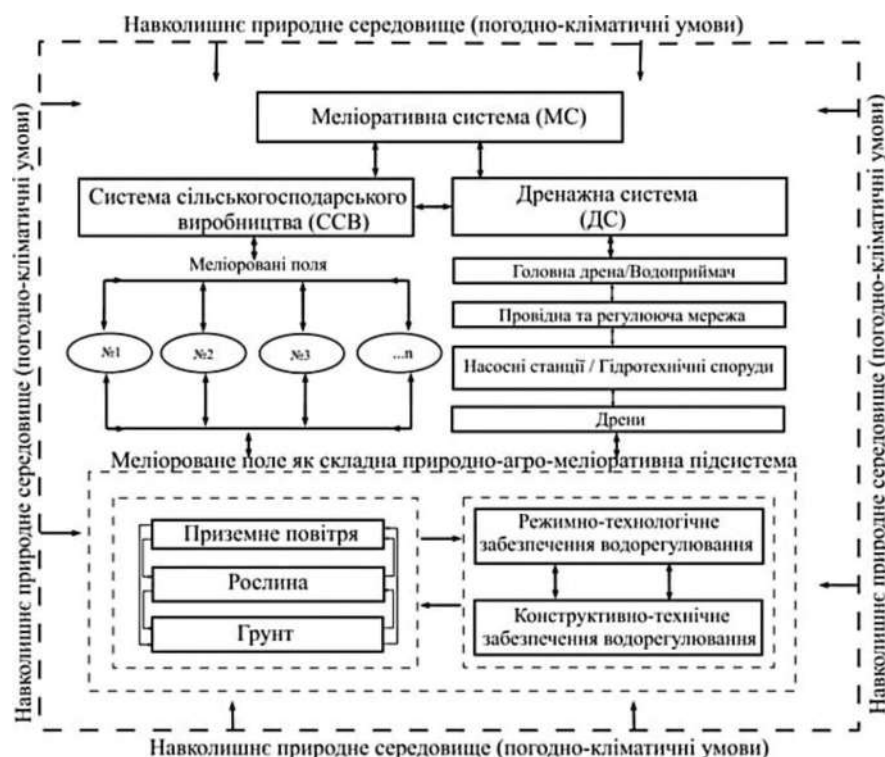 Навколишнє природне середовище (погодно-кліматичні умови)
Навколишнє природне середовище (погодно-кліматичні умови)
Навколишнє природне середовище (погодно-кліматичні умови)
Меліоративна система (МС)
Система сільськогосподарського
виробництва (ССВ)
Дренажна система
(ДС)
Меліоровані поля
№1
№2
№3
...n
Головна дрена/Водоприймач
Провідна та регулююча мережа
Насосні станції / Гідротехнічні споруди
Дрени
Меліороване поле як складна природно-агро-меліоративна підсистема
Приземне повітря
Рослина
Грунт
Режимно-технологічне
забезпечення водорегулювання
Конструктивно-технічне
забезпечення водорегулювання
Навколишнє природне середовище (погодно-кліматичні умови)